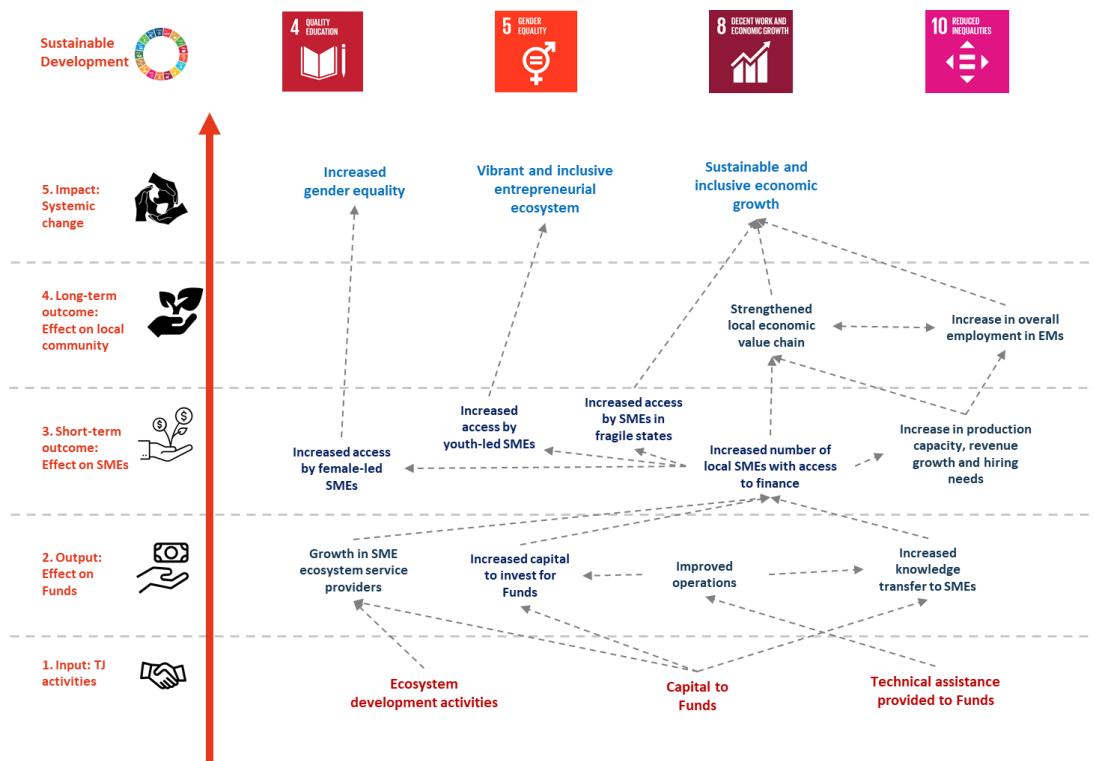 Sustainable
Development
4 QUALITY
EDUCATION
5 GENDER
EQUALITY
8 DECENT WORK AND
ECONOMIC GROWTH
10 REDUCED
INEQUALITIES
5. Impact:
Systemic
change
Increased
gender equality
Vibrant and inclusive
entrepreneurial
ecosystem
Sustainable and
inclusive economic
growth
4. Long-term
outcome:
Effect on local
community
Strengthened
local economic
value chain
Increase in overall
employment in EMs
3. Short-term
outcome:
Effect on SMEs
$
$
Increased access
by female-led
SMEs
Increased
access by
youth-led SMEs
Increased access
by SMEs in
fragile states
Increased number of
local SMEs with access
to finance
Increase in production
capacity, revenue
growth and hiring
needs
2. Output:
Effect on
Funds
Growth in SME
ecosystem service
providers
Increased capital
to invest for
Funds
Improved
operations
Increased
knowledge
transfer to SMEs
1. Input: TJ
activities
Ecosystem
development activities
Capital to
Funds
Technical assistance
provided to Funds